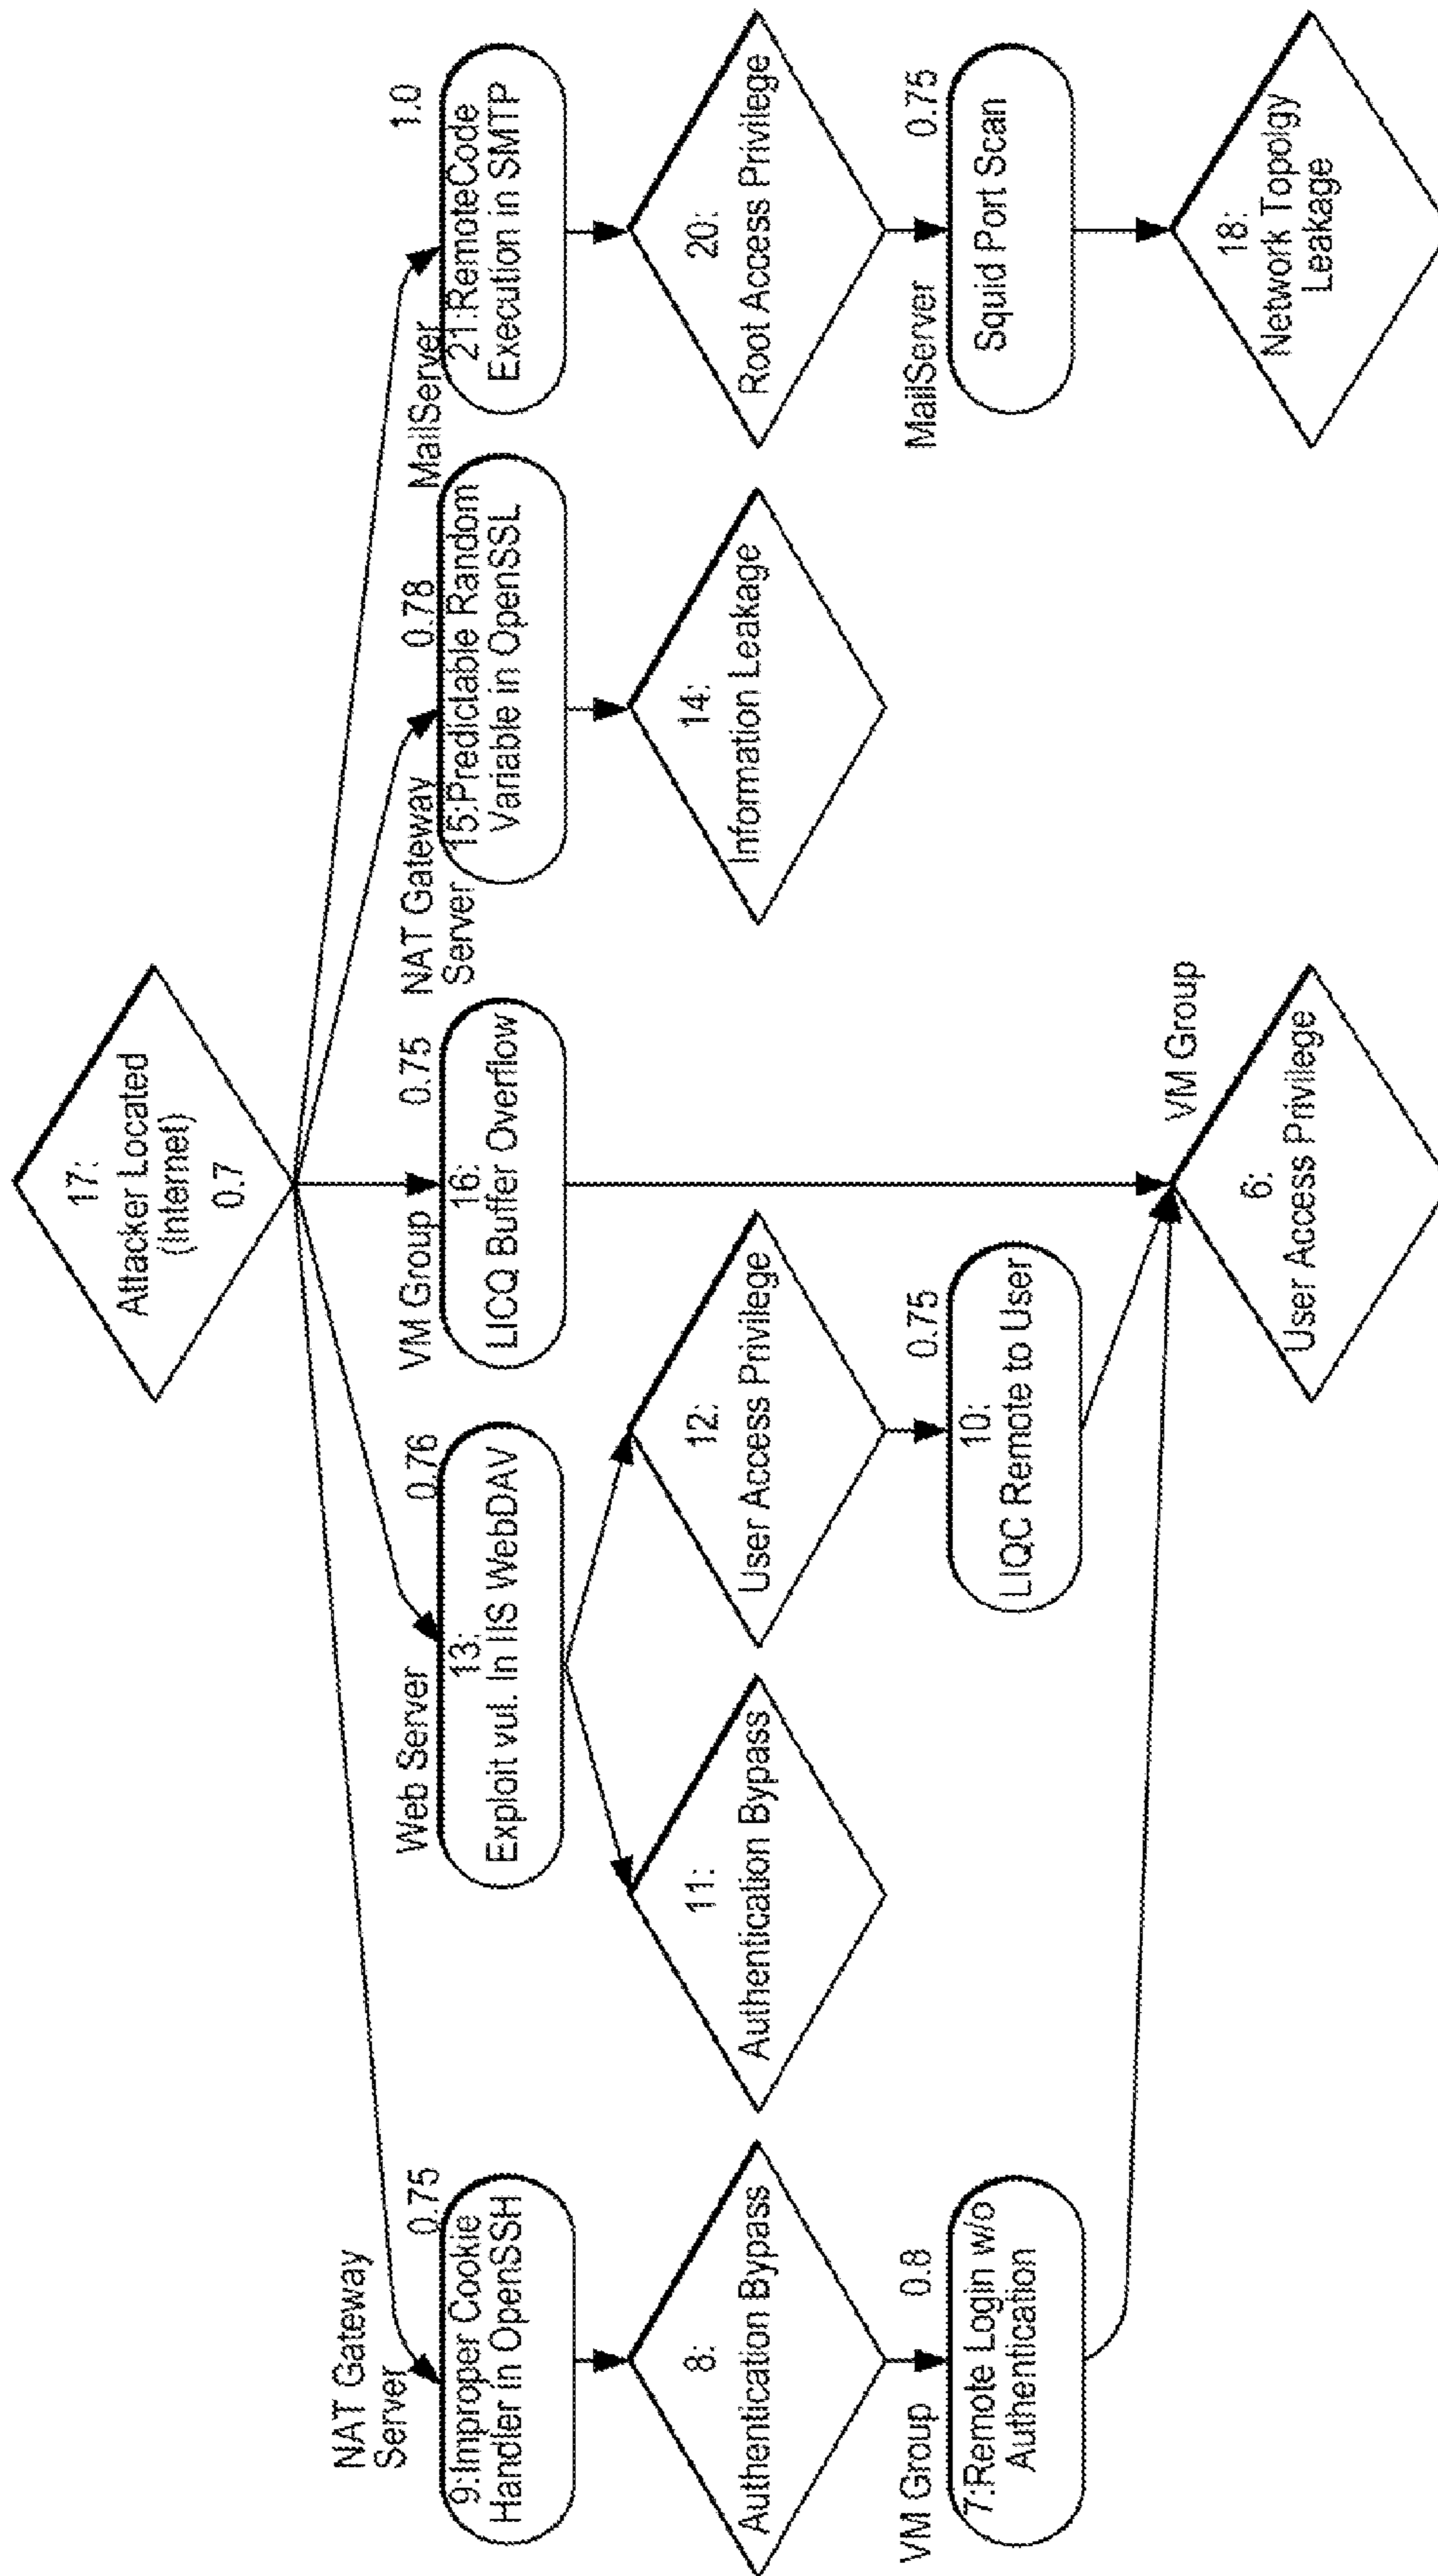 17:
Attacker Located
(Internet)
0.7
NAT Gateway
Server
0.75
9:Improper Cookie
Handler in OpenSSH
Web Server
0.76
13:
Exploit vul. In IIS WebDAV
VM Group
0.75
16:
LICQ Buffer Overflow
NAT Gateway
Server
0.78
15:Predictable Random
Variable in OpenSSL
MailServer
1.0
21:RemoteCode
Execution in SMTP
8:
Authentication Bypass
11:
Authentication Bypass
12:
User Access Privilege
14:
Information Leakage
20:
Root Access Privilege
VM Group
0.8
7:Remote Login w/o
Authentication
0.75
10:
LIQC Remote to User
MailServer
0.75
Squid Port Scan
VM Group
6:
User Access Privilege
18:
Network Topolgy
Leakage